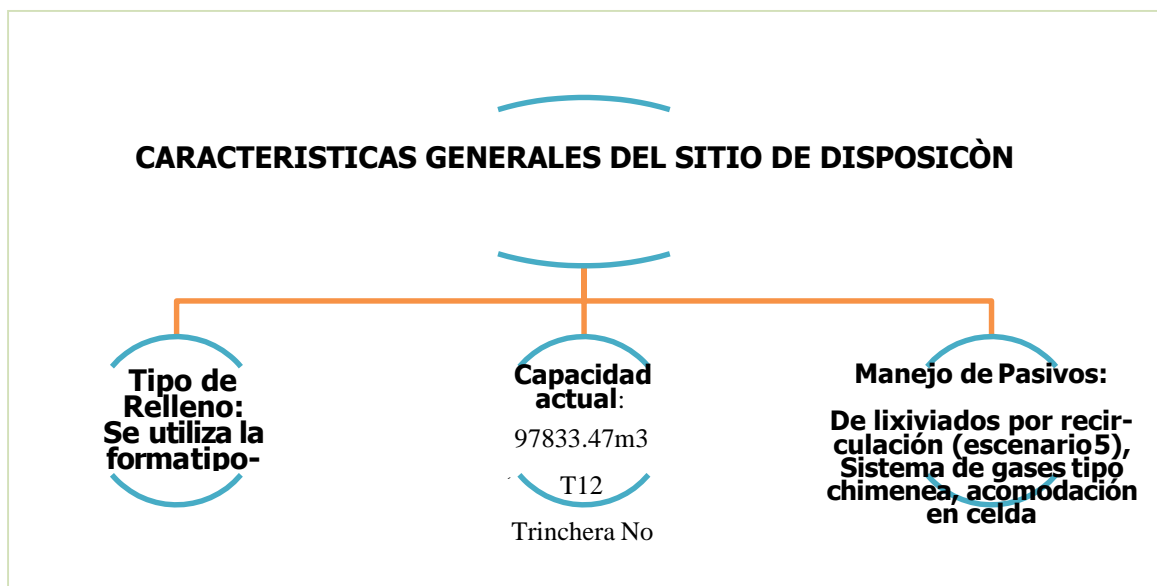 CARACTERISTICAS GENERALES DEL SITIO DE DISPOSICÒN
Tipo de
Relleno:
Se utiliza la
formatipo-
Capacidad
actual:
97833.47m3
T12
Trinchera No
Manejo de Pasivos:
De lixiviados por recir-
culación (escenario5),
Sistema de gases tipo
chimenea, acomodación
en celda